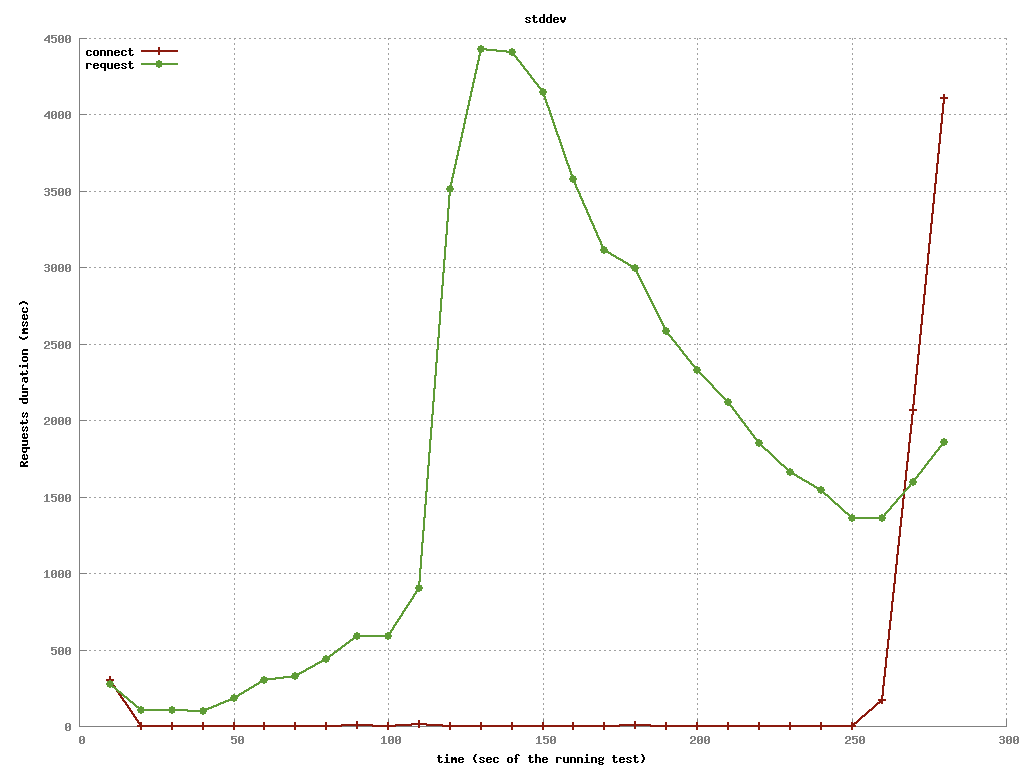 stddev
connect
request
4500
4000
3500
3000
2500
2000
1500
1000
500
0
Requests duration (msec)
0 50 100 150 200 250 300
time (sec of the running test)